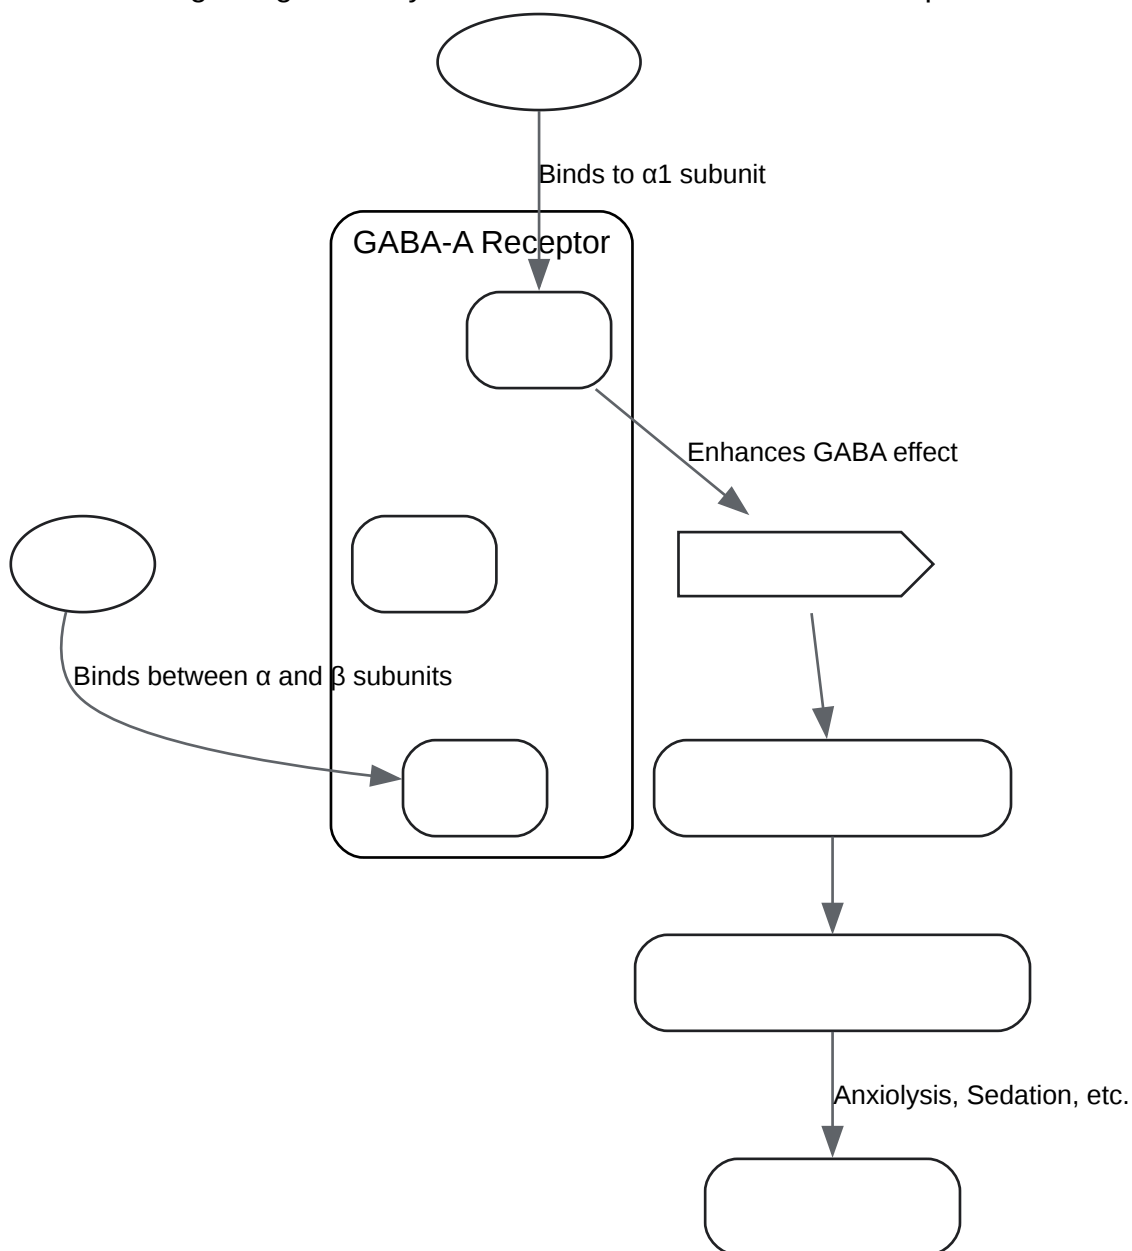 Binds to α1 subunit
GABA-A Receptor
Enhances GABA effect
Binds between α and β subunits
Anxiolysis, Sedation, etc.